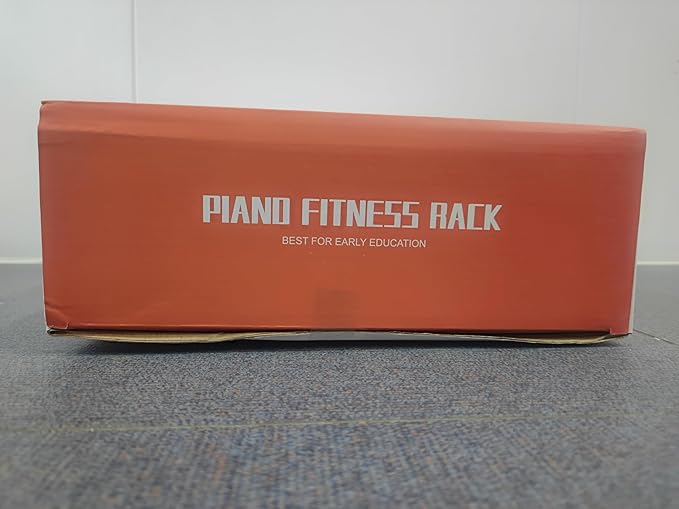 PIANO FITNESS RACK
BEST FOR EARLY EDUCATION